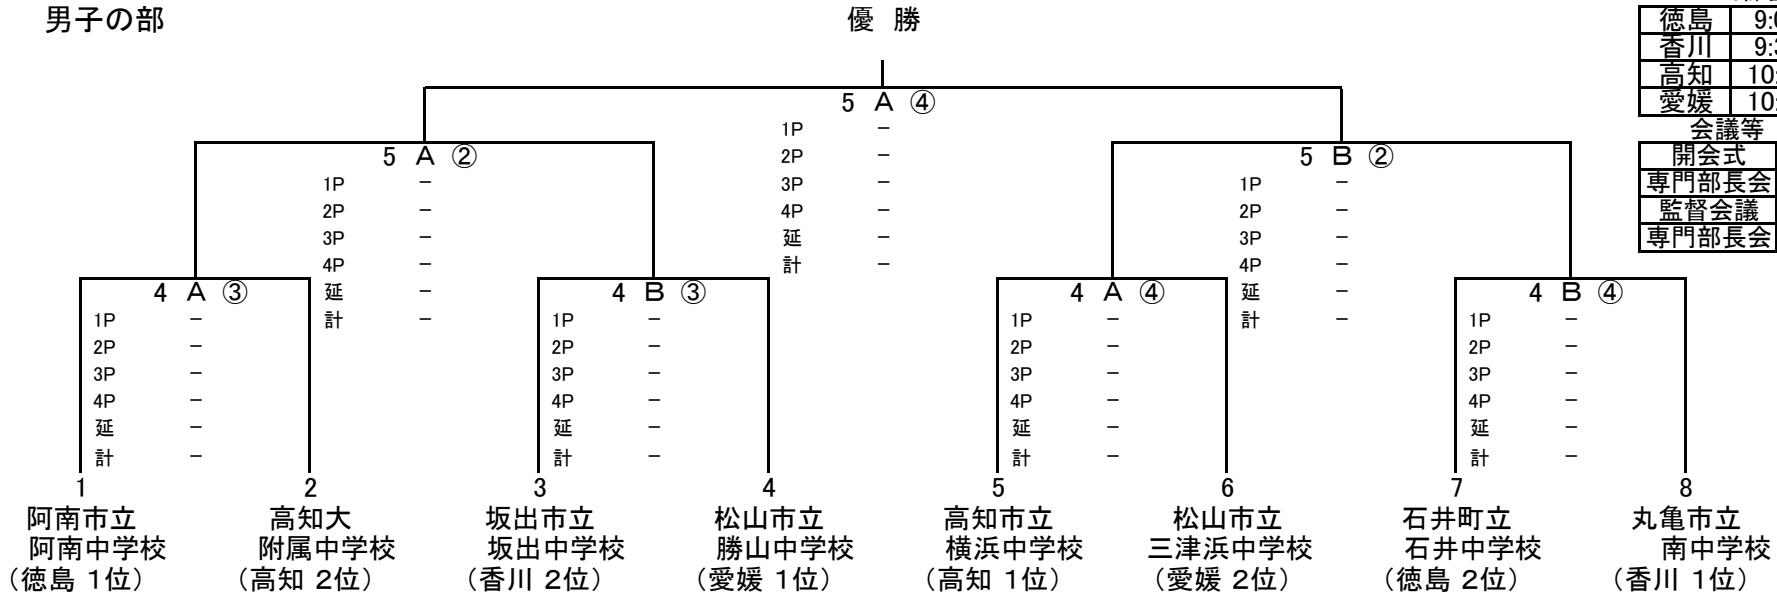 男子の部
優 勝
徳島
香川
高知 10
愛媛 10
会議等
開会式
専門部長会
監督会議
専門部長会
5 A ④
1P －
2P －
3P －
4P －
延 －
計 －
5 A ②
1P －
2P －
3P －
4P －
延 －
計 －
5 B ②
1P －
2P －
3P －
4P －
延 －
計 －
4 A ③
1P －
2P －
3P －
4P －
延 －
計 －
4 B ③
1P －
2P －
3P －
4P －
延 －
計 －
4 A ④
1P －
2P －
3P －
4P －
延 －
計 －
4 B ④
1P －
2P －
3P －
4P －
延 －
計 －
1
阿南市立
阿南中学校
（徳島 1位）
2
高知大
附属中学校
（高知 2位）
3
坂出市立
坂出中学校
（香川 2位）
4
松山市立
勝山中学校
（愛媛 1位）
5
高知市立
横浜中学校
（高知 1位）
6
松山市立
三津浜中学校
（愛媛 2位）
7
石井町立
石井中学校
（徳島 2位）
8
丸亀市立
南中学校
（香川 1位）